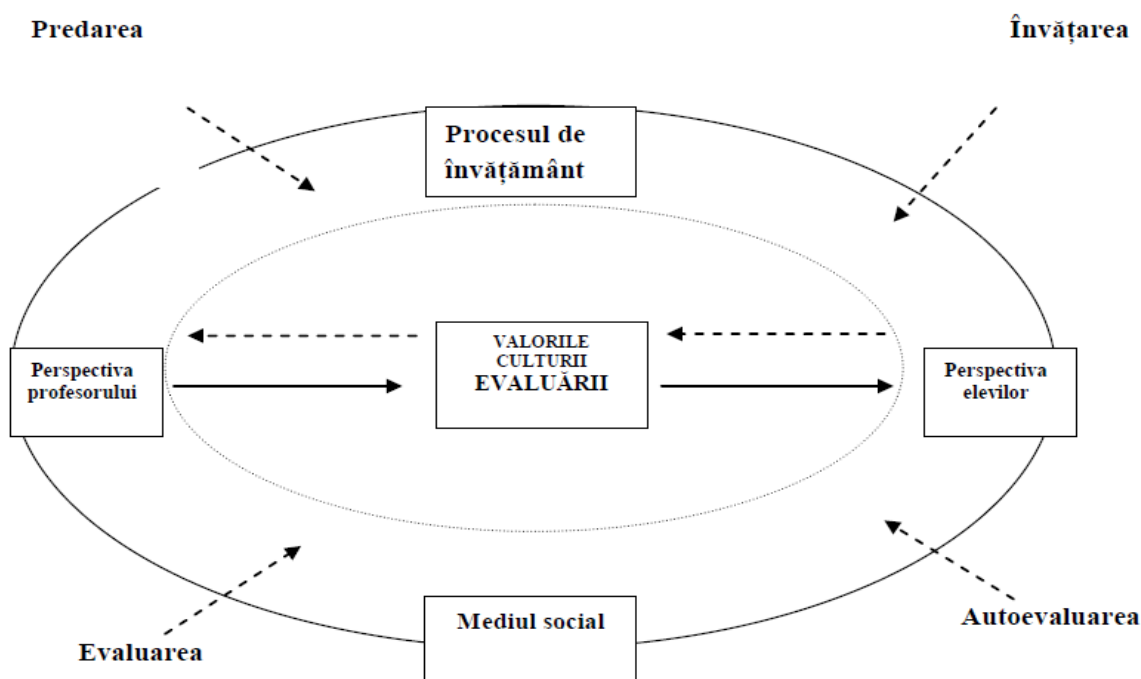 Predarea
Învățarea
Procesul de
învățământ
VALORILE
CULTURII
EVALUĂRII
Perspectiva
profesorului
Perspectiva
elevilor
Mediul social
Autoevaluarea
Evaluarea